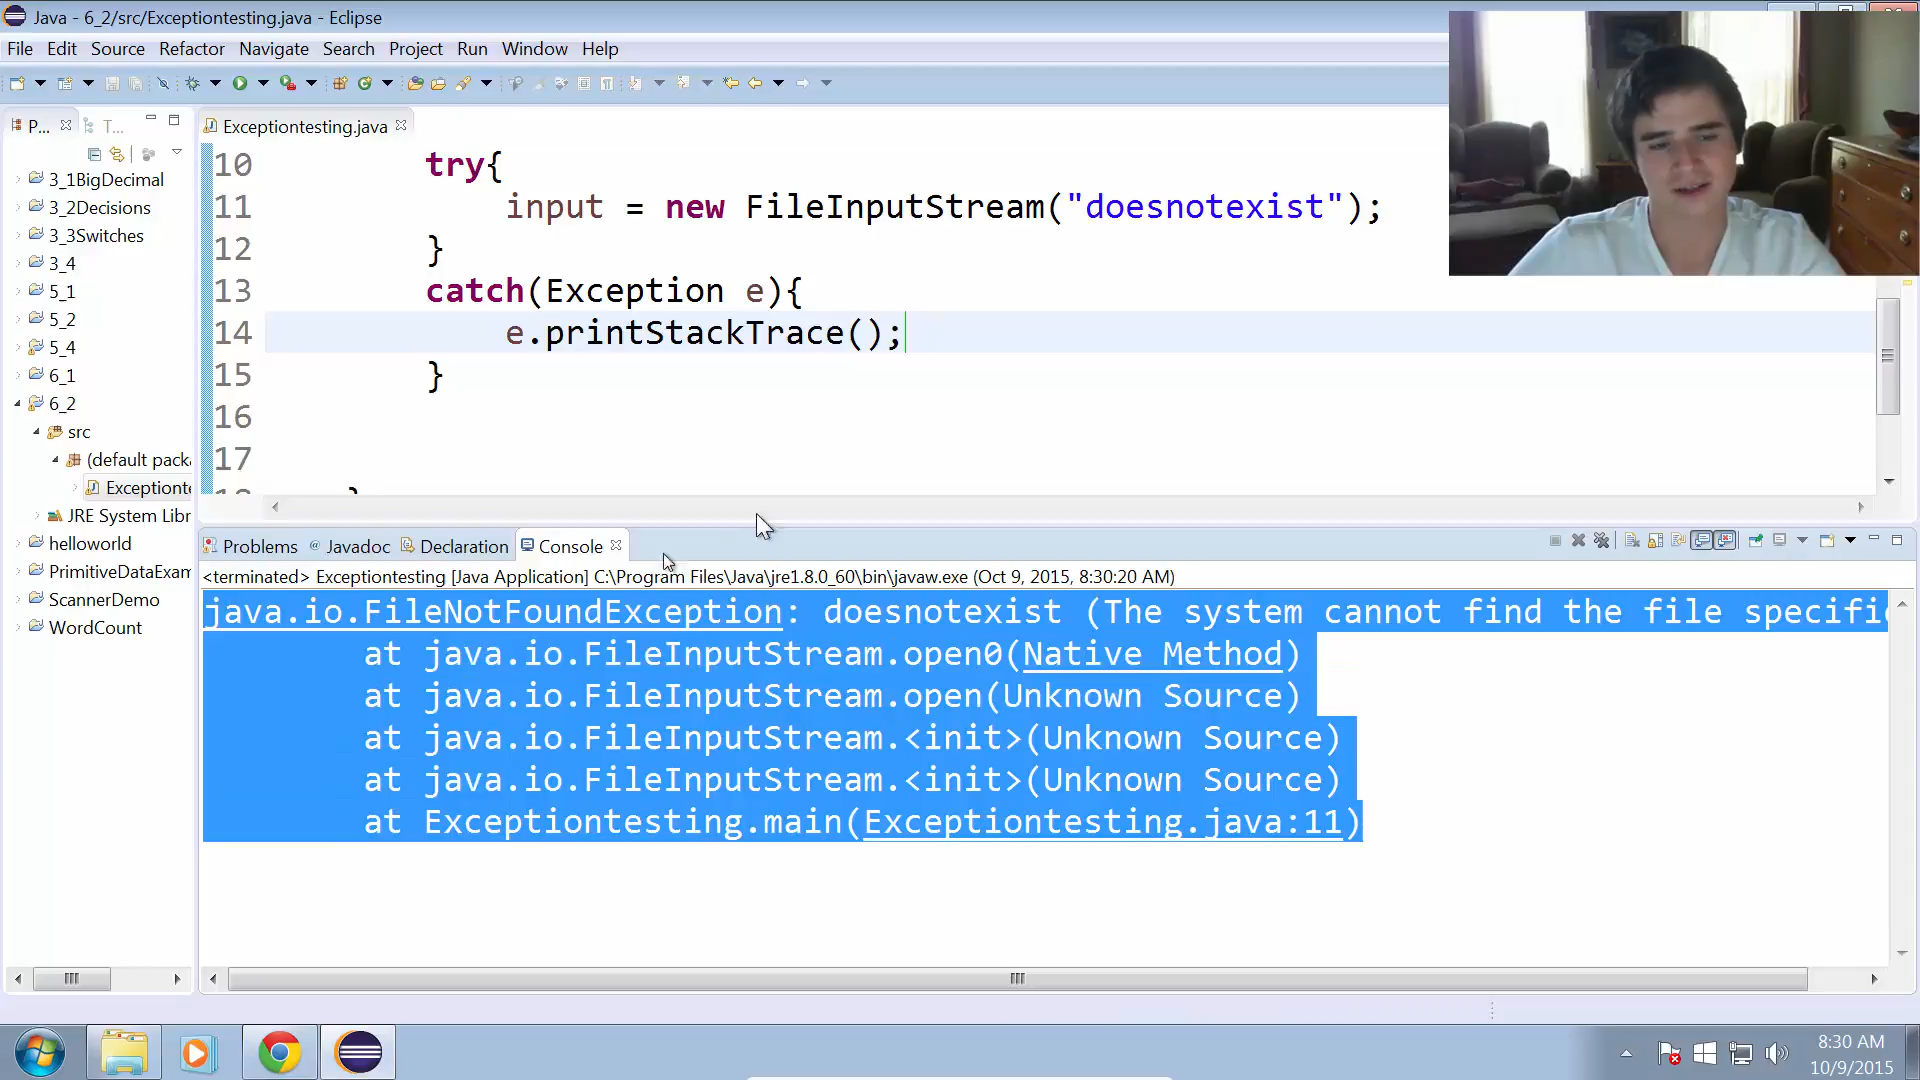 Java - 6_2/src/Exceptiontesting.java - Eclipse
File Edit Source Refactor Navigate Search Project Run Window Help
P... T...
Exceptiontesting.java
3_1BigDecimal
3_2Decisions
3_3Switches
3_4
5_1
5_2
5_4
6_1
6_2
src
(default packa
Exceptionte
JRE System Libr
helloworld
PrimitiveDataExam
ScannerDemo
WordCount
10 try{
11 input = new FileInputStream("doesnotexist");
12 }
13 catch(Exception e){
14 e.printStackTrace();
15 }
16
17
Problems Javadoc Declaration Console
<terminated> Exceptiontesting [Java Application] C:\Program Files\Java\jre1.8.0_60\bin\javaw.exe (Oct 9, 2015, 8:30:20 AM)
java.io.FileNotFoundException: doesnotexist (The system cannot find the file specifie
at java.io.FileInputStream.open0(Native Method)
at java.io.FileInputStream.open(Unknown Source)
at java.io.FileInputStream.<init>(Unknown Source)
at java.io.FileInputStream.<init>(Unknown Source)
at Exceptiontesting.main(Exceptiontesting.java:11)
8:30 AM
10/9/2015